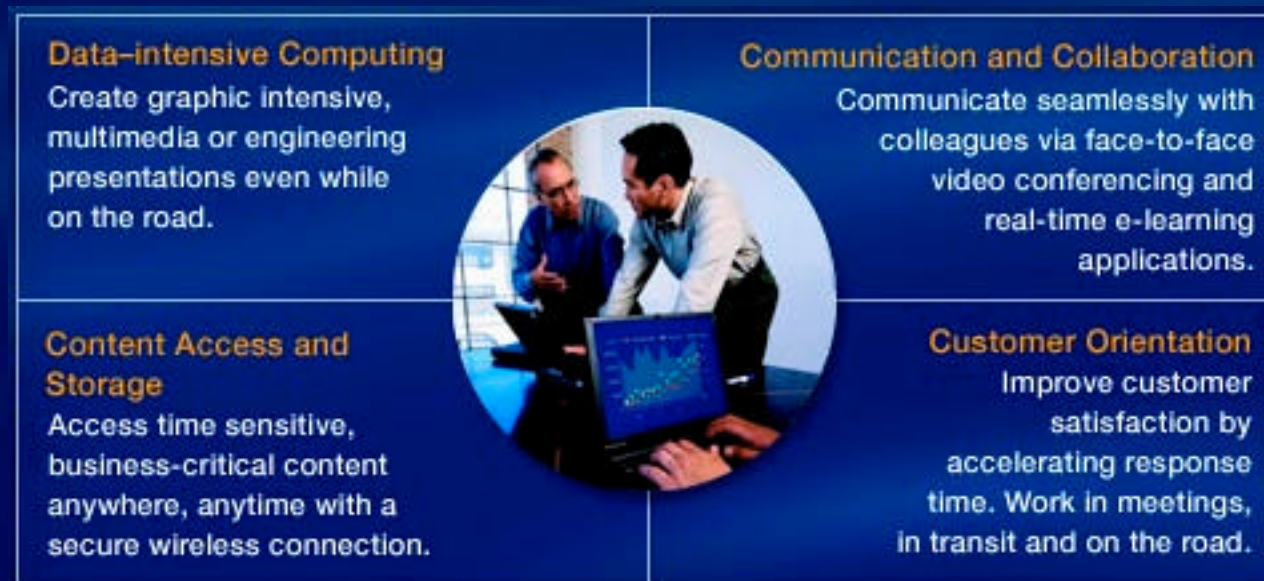 Data–intensive Computing
Create graphic intensive,
multimedia or engineering
presentations even while
on the road.
Communication and Collaboration
Communicate seamlessly with
colleagues via face-to-face
video conferencing and
real-time e-learning
applications.
Content Access and
Storage
Access time sensitive,
business-critical content
anywhere, anytime with a
secure wireless connection.
Customer Orientation
Improve customer
satisfaction by
accelerating response
time. Work in meetings,
in transit and on the road.